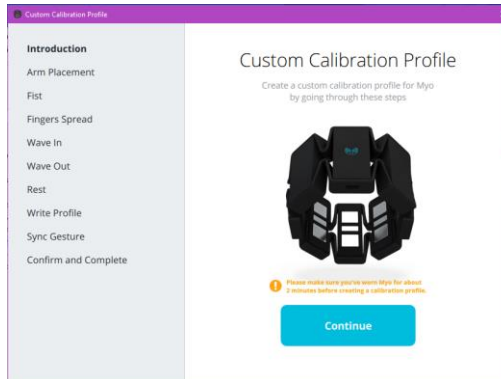 Custom Calibration Profile
Introduction
Arm Placement
Fist
Fingers Spread
Wave In
Wave Out
Rest
Write Profile
Sync Gesture
Confirm and Complete
Custom Calibration Profile
Create a custom calibration profile for Myo
by going through these steps
Please make sure you've worn Myo for about
2 minutes before creating a calibration profile.
Continue